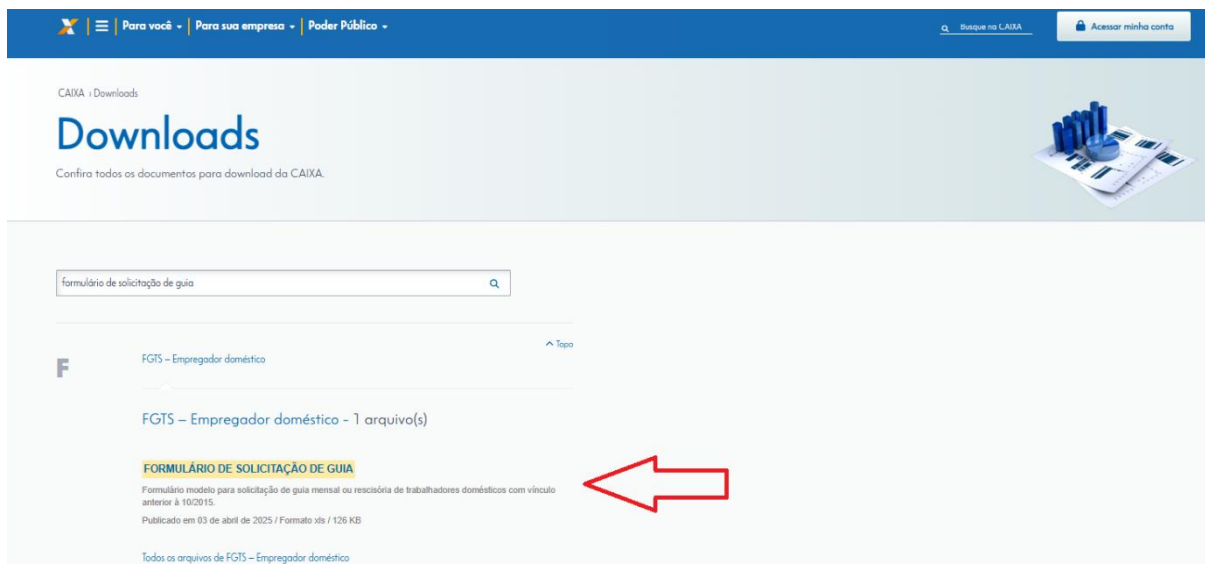 Para você Para sua empresa Poder Público Busque na CAIXA Acessar minha conta
CAIXA › Downloads
Downloads
Confira todos os documentos para download da CAIXA.
formulário de solicitação de guia
Topo
F FGTS – Empregador doméstico
FGTS – Empregador doméstico - 1 arquivo(s)
FORMULÁRIO DE SOLICITAÇÃO DE GUIA
Formulário modelo para solicitação de guia mensal ou rescisória de trabalhadores domésticos com vínculo
anterior à 10/2015.
Publicado em 03 de abril de 2025 / Formato xls / 126 KB
Todos os arquivos de FGTS – Empregador doméstico